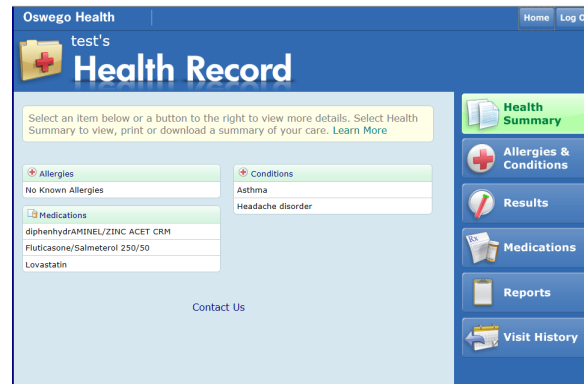 Oswego Health
Home
Log
test's
Health Record
Select an item below or a button to the
right to view more details. Select Health
Summary to view, print or download a
summary of your care. Learn More
Allergies
No Known Allergies
Medications
diphenhydrAMINEL/ZINC ACET CRM
Fluticasone/Salmeterol 250/50
Lovastatin
Conditions
Asthma
Headache disorder
Contact Us
Health
Summary
Allergies &
Conditions
Results
Rx
Medications
Reports
Visit History